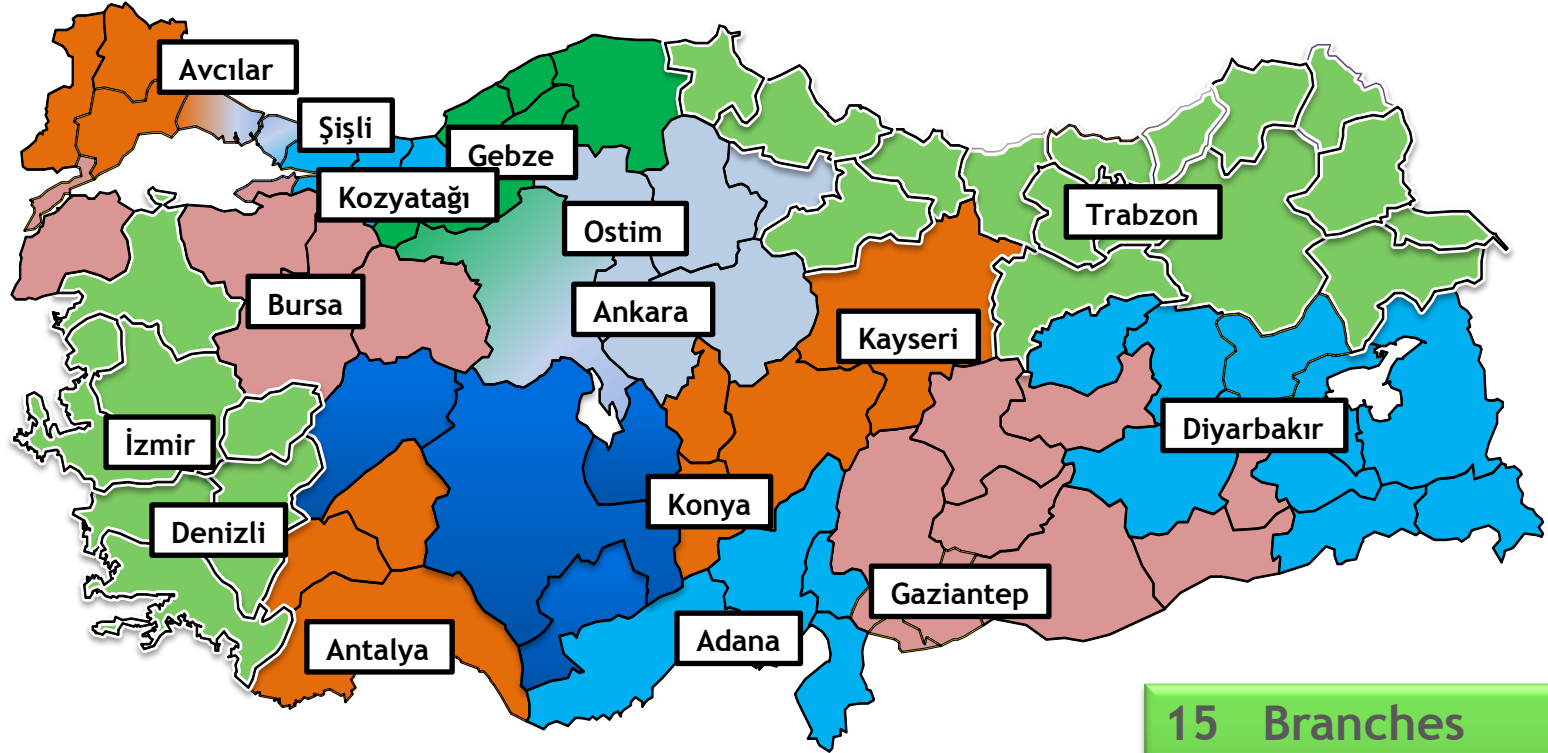 Avcılar
Şişli
Gebze
Kozyatağı
Ostim
Trabzon
Bursa
Ankara
Kayseri
İzmir
Diyarbakır
Konya
Denizli
Gaziantep
Antalya
Adana
15 Branches